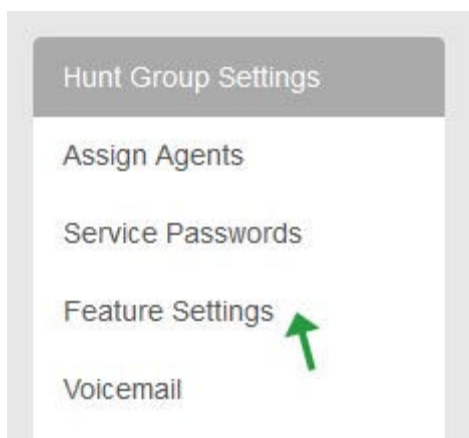 Hunt Group Settings
Assign Agents
Service Passwords
Feature Settings
Voicemail